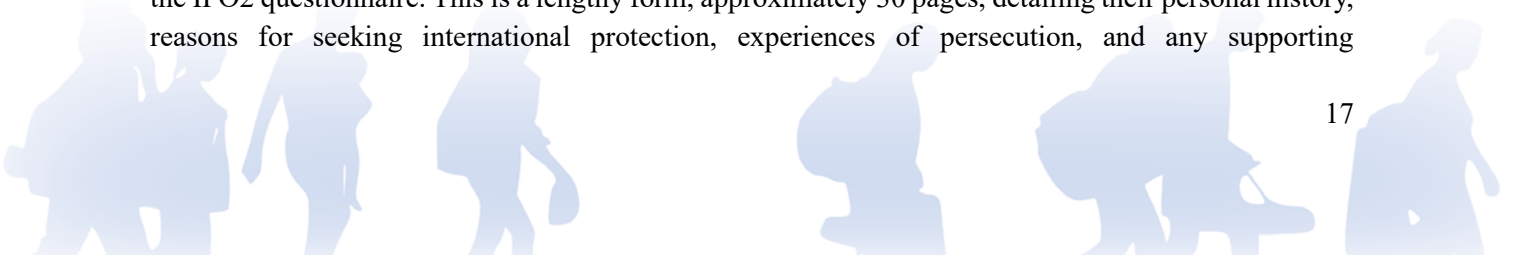 the IPO2 questionnaire. This is a lengthy form, approximately 50 pages, detailing their personal history,
reasons for seeking international protection, experiences of persecution, and any supporting
17